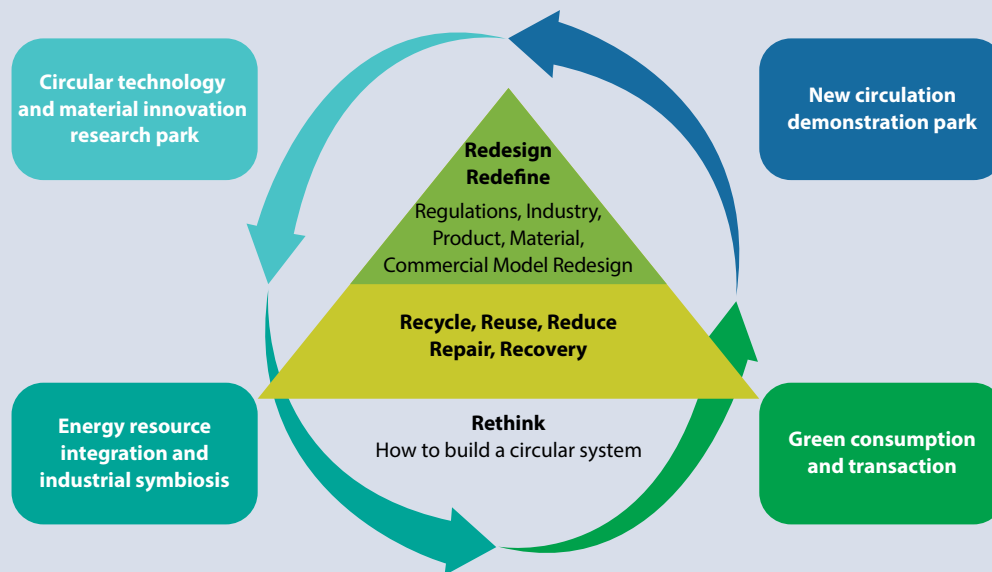 Circular technology
and material innovation
research park
New circulation
demonstration park
Redesign
Redefine
Regulations, Industry,
Product, Material,
Commercial Model Redesign
Recycle, Reuse, Reduce
Repair, Recovery
Rethink
How to build a circular system
Energy resource
integration and
industrial symbiosis
Green consumption
and transaction